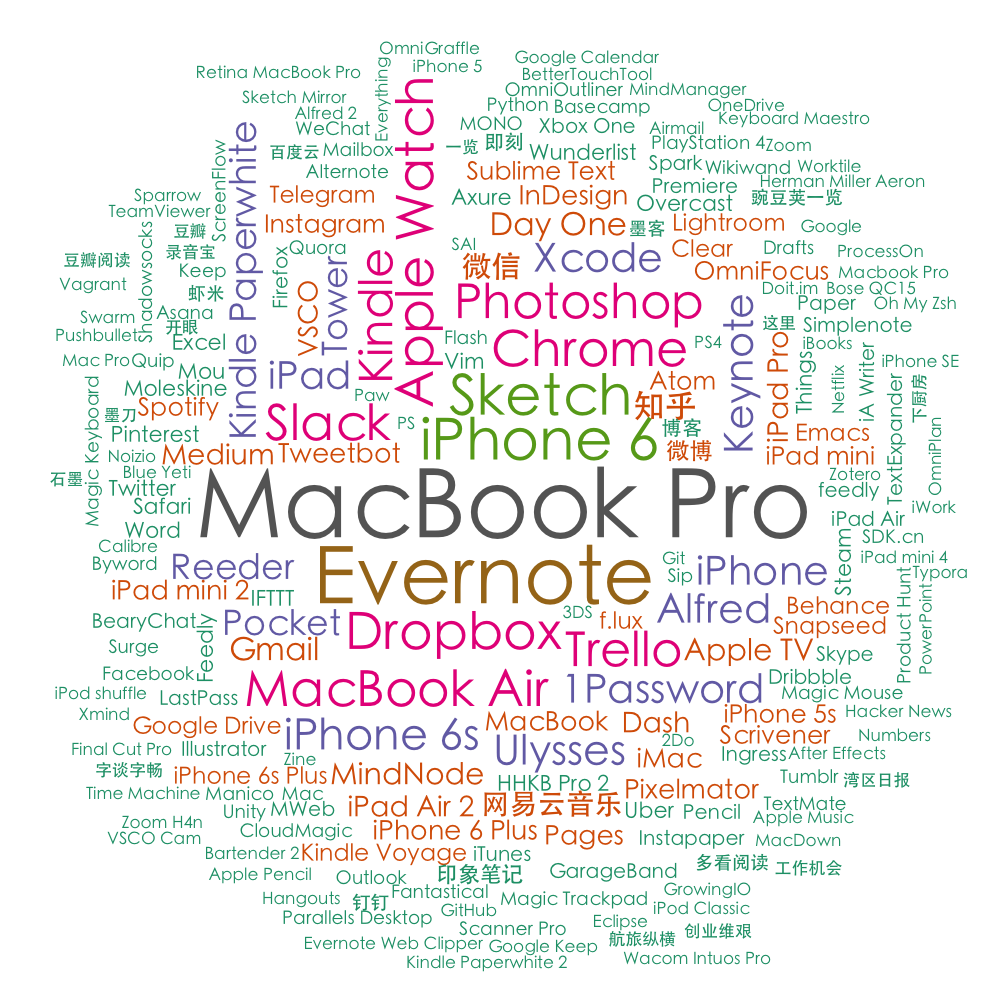 OmniGraffle
Google Calendar
iPhone 5
Retina MacBook Pro
BetterTouchTool
Everything
OmniOutliner
MindManager
Sketch Mirror
Python
Basecamp
OneDrive
Alfred 2
Keyboard Maestro
WeChat
MONO
Xbox One
Airmail
PlayStation 4
Zoom
百度云
Mailbox
一览
即刻
Wunderlist
Spark
Wikiwand
Worktile
Alternote
Sublime Text
Premiere
Herman Miller Aeron
Sparrow
ScreenFlow
Kindle Paperwhite
Telegram
Apple Watch
Axure
InDesign
Overcast
豌豆荚一览
TeamViewer
豆瓣
Instagram
Day One
墨客
Lightroom
Google
Shadowsocks
录音宝
Quora
SAI
Xcode
Clear
Drafts
ProcessOn
豆瓣阅读
Keep
Firefox
Tower
Kindle
微信
OmniFocus
Macbook Pro
Vagrant
虾米
VSCO
Photoshop
Doit.im
Bose QC15
Asana
Paper
Oh My Zsh
Swarm
开眼
Keynote
这里
Simplenote
Pushbullet
Excel
Flash
Chrome
PS4
iBooks
Mac Pro
Quip
iPad
Vim
iPad Pro
Things
iA Writer
iPhone SE
Mou
Sketch
Atom
Netflix
下厨房
Magic Keyboard
Moleskine
Paw
知乎
TextExpander
墨刀
Spotify
Slack
PS
iPhone 6
博客
Emacs
OmniPlan
Pinterest
Noizio
Medium
Tweetbot
微博
iPad mini
石墨
Blue Yeti
Zotero
Twitter
MacBook Pro
feedly
Safari
iWork
Word
iPad Air
SDK.cn
Calibre
Evernote
Git
Steam
iPad mini 4
Byword
Reeder
Sip
iPhone
Typora
iPad mini 2
IFTTT
3DS
Alfred
Behance
Product Hunt
PowerPoint
BearyChat
Pocket
Dropbox
f.lux
Snapseed
Surge
Feedly
Gmail
Trello
Apple TV
Skype
Facebook
Dribbble
iPod shuffle
LastPass
MacBook Air
1Password
Magic Mouse
Xmind
Google Drive
iPhone 6s
MacBook
Dash
iPhone 5s
Hacker News
Final Cut Pro
Illustrator
Ulysses
2Do
Scrivener
Numbers
Zine
iMac
Ingress
After Effects
字谈字畅
iPhone 6s Plus
MindNode
HHKB Pro 2
Pixelmator
Tumblr
湾区日报
Time Machine
Manico
Mac
iPad Air 2
网易云音乐
Uber
Pencil
TextMate
Unity
MWeb
Apple Music
Zoom H4n
CloudMagic
iPhone 6 Plus
Pages
Instapaper
MacDown
VSCO Cam
Bartender 2
Kindle Voyage
iTunes
多看阅读
工作机会
Apple Pencil
Outlook
印象笔记
GarageBand
Hangouts
钉钉
Fantastical
Magic Trackpad
GrowingIO
Parallels Desktop
GitHub
iPod Classic
Scanner Pro
Eclipse
Evernote Web Clipper
Google Keep
航旅纵横
创业维艰
Kindle Paperwhite 2
Wacom Intuos Pro